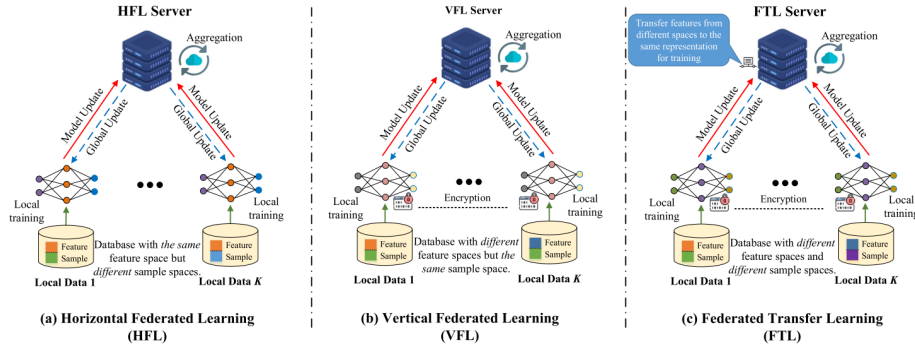 HFL Server
Aggregation
Model Update
Global Update
Model Update
Global Update
Local
training
Local
training
Feature
Sample
Database with the same
feature space but
different sample spaces.
Feature
Sample
Local Data 1
Local Data K
(a) Horizontal Federated Learning
(HFL)
VFL Server
Aggregation
Model Update
Global Update
Model Update
Global Update
Local
training
Encryption
Local
training
Feature
Sample
Database with different
feature spaces but the
same sample space.
Feature
Sample
Local Data 1
Local Data K
(b) Vertical Federated Learning
(VFL)
FTL Server
Transfer features from
different spaces to the
same representation
for training
Aggregation
Model Update
Global Update
Model Update
Global Update
Local
training
Encryption
Local
training
Feature
Sample
Database with different
feature spaces and
different sample spaces.
Feature
Sample
Local Data 1
Local Data K
(c) Federated Transfer Learning
(FTL)